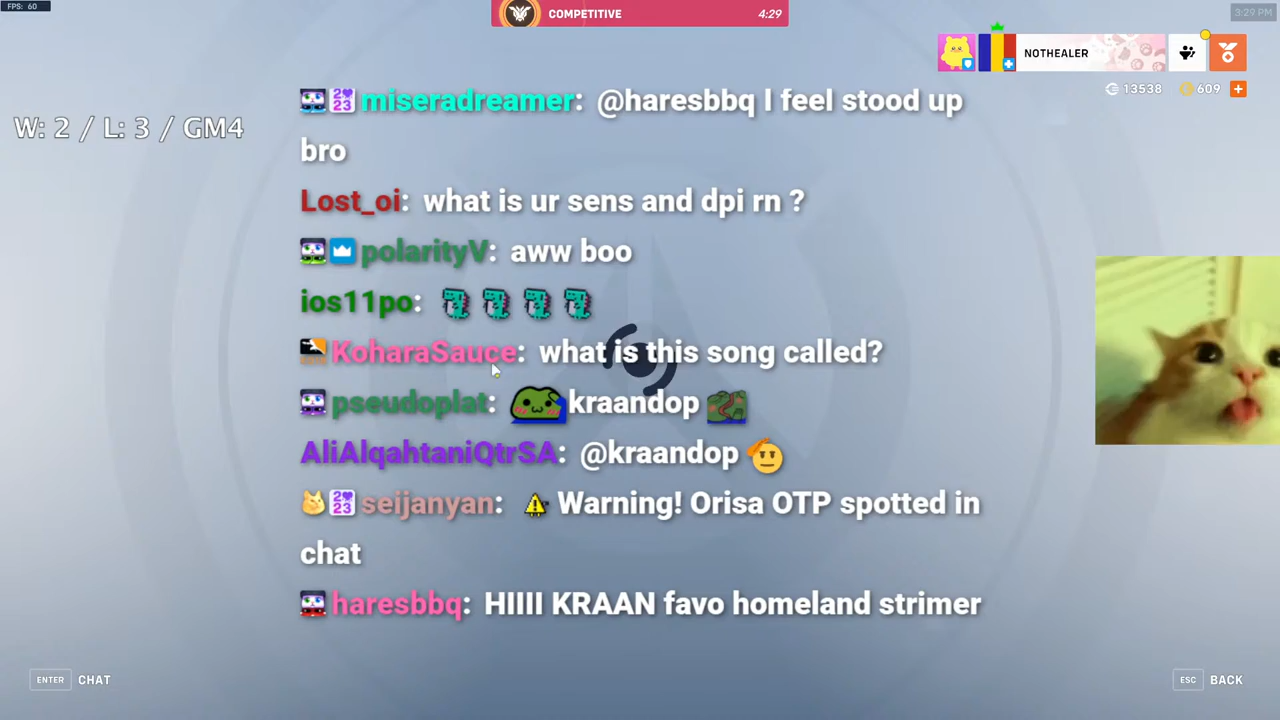 FPS: 60
COMPETITIVE 4:29
3:29 PM
NOTHEALER
13538 609
W: 2 / L: 3 / GM4
miseradreamer: @haresbbq I feel stood up
bro
Lost_oi: what is ur sens and dpi rn ?
polarityV: aww boo
ios11po:
KoharaSauce: what is this song called?
pseudoplat: kraandop
AliAlqahtaniQtrSA: @kraandop
seijanyan: Warning! Orisa OTP spotted in
chat
haresbbq: HIIII KRAAN favo homeland strimer
ENTER CHAT
ESC BACK